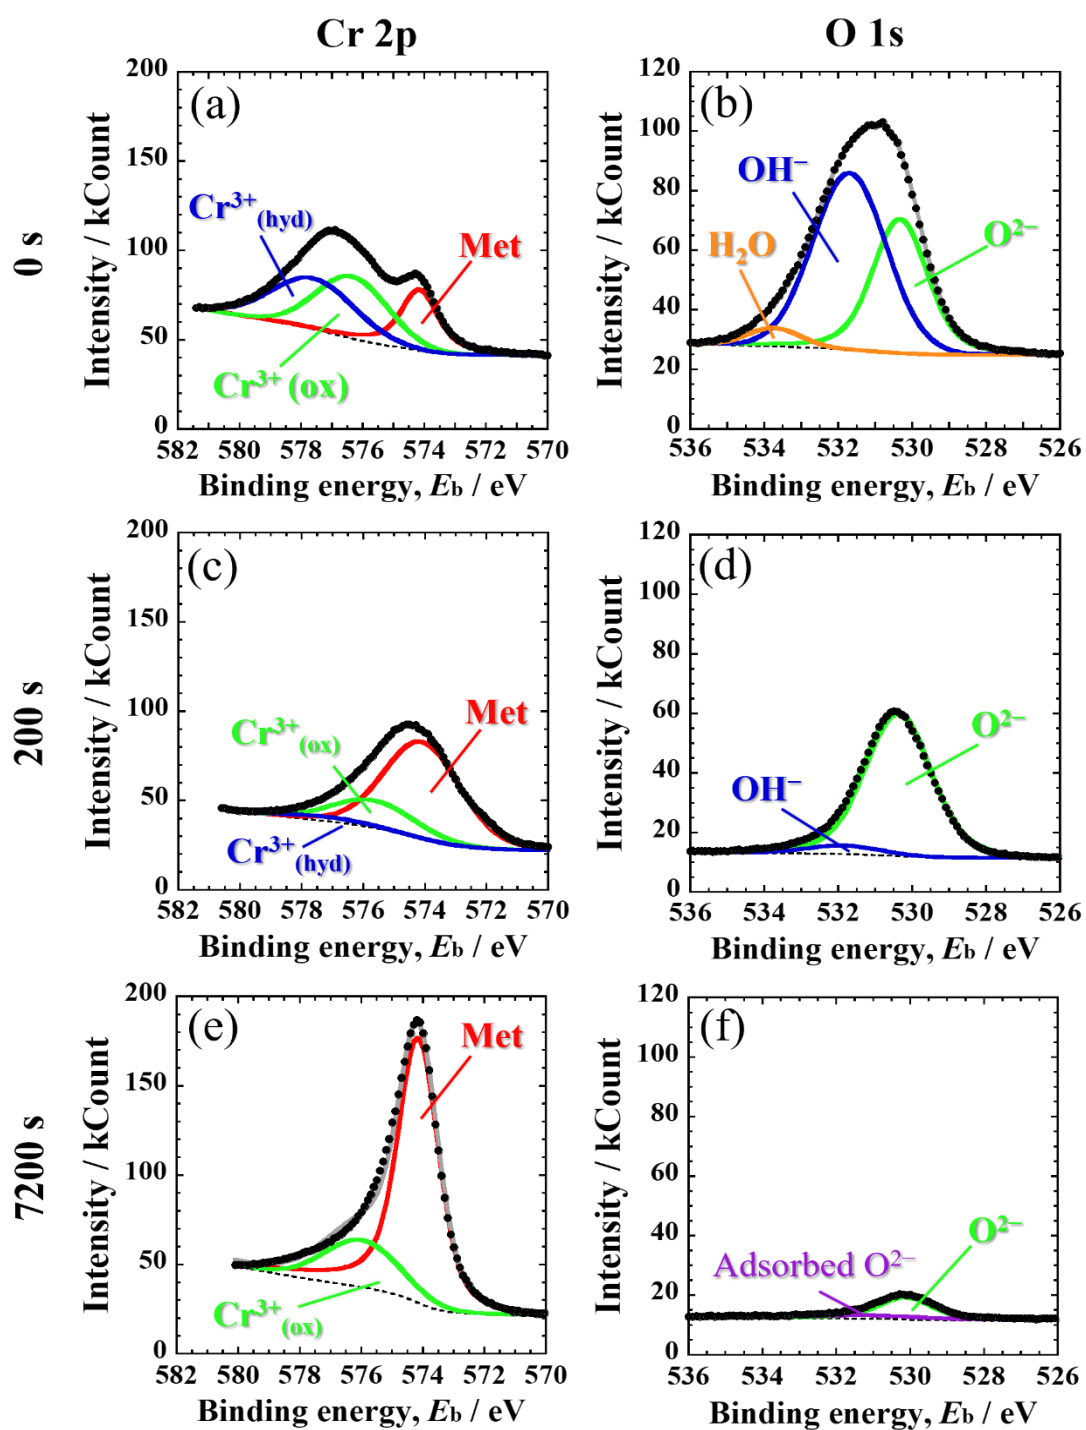 Cr 2p
O 1s
0 s
(a)
Cr³⁺(hyd)
Met
Cr³⁺ (ox)
200
150
100
50
0
582 580 578 576 574 572 570
Intensity / kCount
Binding energy, Eb / eV
(b)
OH⁻
H₂O
O²⁻
120
100
80
60
40
20
0
536 534 532 530 528 526
Intensity / kCount
Binding energy, Eb / eV
200 s
(c)
Met
Cr³⁺(ox)
Cr³⁺(hyd)
200
150
100
50
0
582 580 578 576 574 572 570
Intensity / kCount
Binding energy, Eb / eV
(d)
O²⁻
OH⁻
120
100
80
60
40
20
0
536 534 532 530 528 526
Intensity / kCount
Binding energy, Eb / eV
7200 s
(e)
Met
Cr³⁺(ox)
200
150
100
50
0
582 580 578 576 574 572 570
Intensity / kCount
Binding energy, Eb / eV
(f)
O²⁻
Adsorbed O²⁻
120
100
80
60
40
20
0
536 534 532 530 528 526
Intensity / kCount
Binding energy, Eb / eV